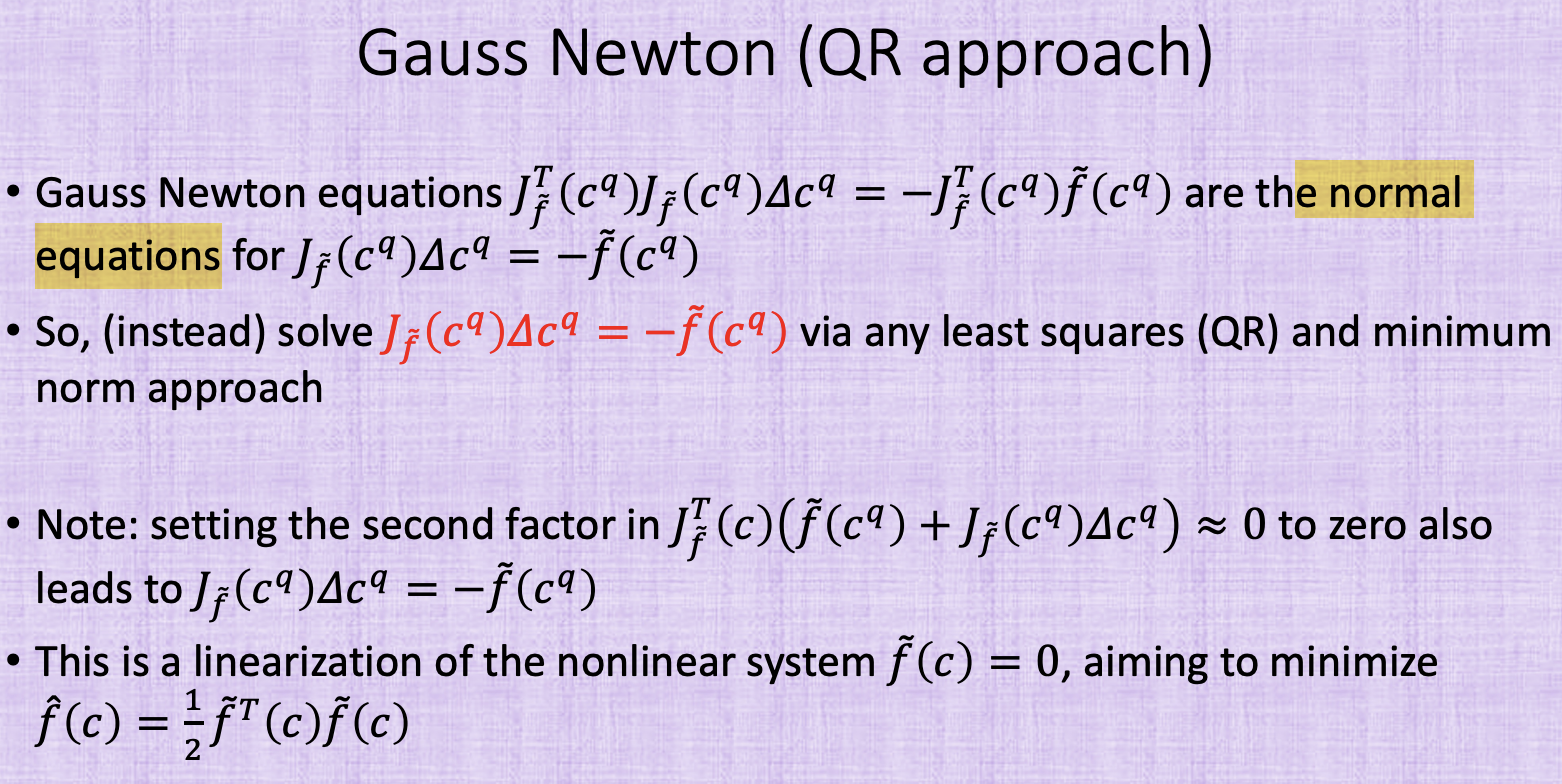 Gauss Newton (QR approach)
• Gauss Newton equations $J_{\tilde{f}}^T(c^q)J_{\tilde{f}}(c^q)\Delta c^q = -J_{\tilde{f}}^T(c^q)\tilde{f}(c^q)$ are the normal
equations for $J_{\tilde{f}}(c^q)\Delta c^q = -\tilde{f}(c^q)$
• So, (instead) solve $J_{\tilde{f}}(c^q)\Delta c^q = -\tilde{f}(c^q)$ via any least squares (QR) and minimum
norm approach
• Note: setting the second factor in $J_{\tilde{f}}^T(c)\left(\tilde{f}(c^q) + J_{\tilde{f}}(c^q)\Delta c^q\right) \approx 0$ to zero also
leads to $J_{\tilde{f}}(c^q)\Delta c^q = -\tilde{f}(c^q)$
• This is a linearization of the nonlinear system $\tilde{f}(c) = 0$, aiming to minimize
$\hat{f}(c) = \frac{1}{2}\tilde{f}^T(c)\tilde{f}(c)$